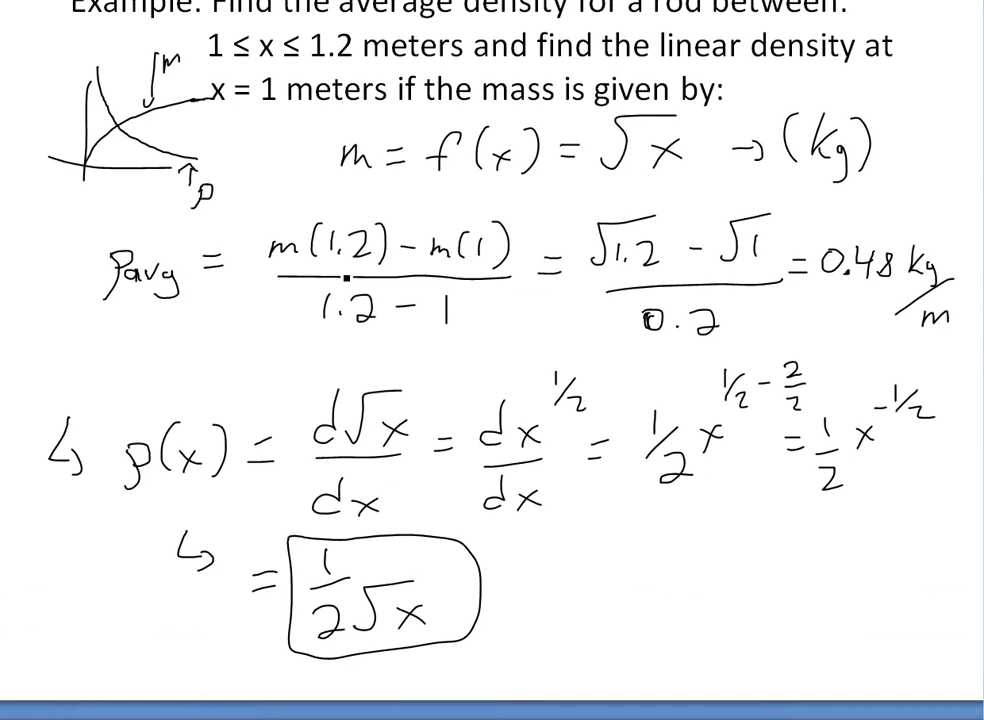 Example: Find the average density for a rod between:
1 ≤ x ≤ 1.2 meters and find the linear density at
x = 1 meters if the mass is given by:
m
ρ
m = f(x) = √x → (kg)
ρavg = (m(1.2) - m(1))/(1.2 - 1) = (√1.2 - √1)/0.2 = 0.48 kg/m
↳ ρ(x) = d√x/dx = dx^1/2/dx = 1/2 x^(1/2 - 2/2) = 1/2 x^-1/2
↳ = 1/2√x